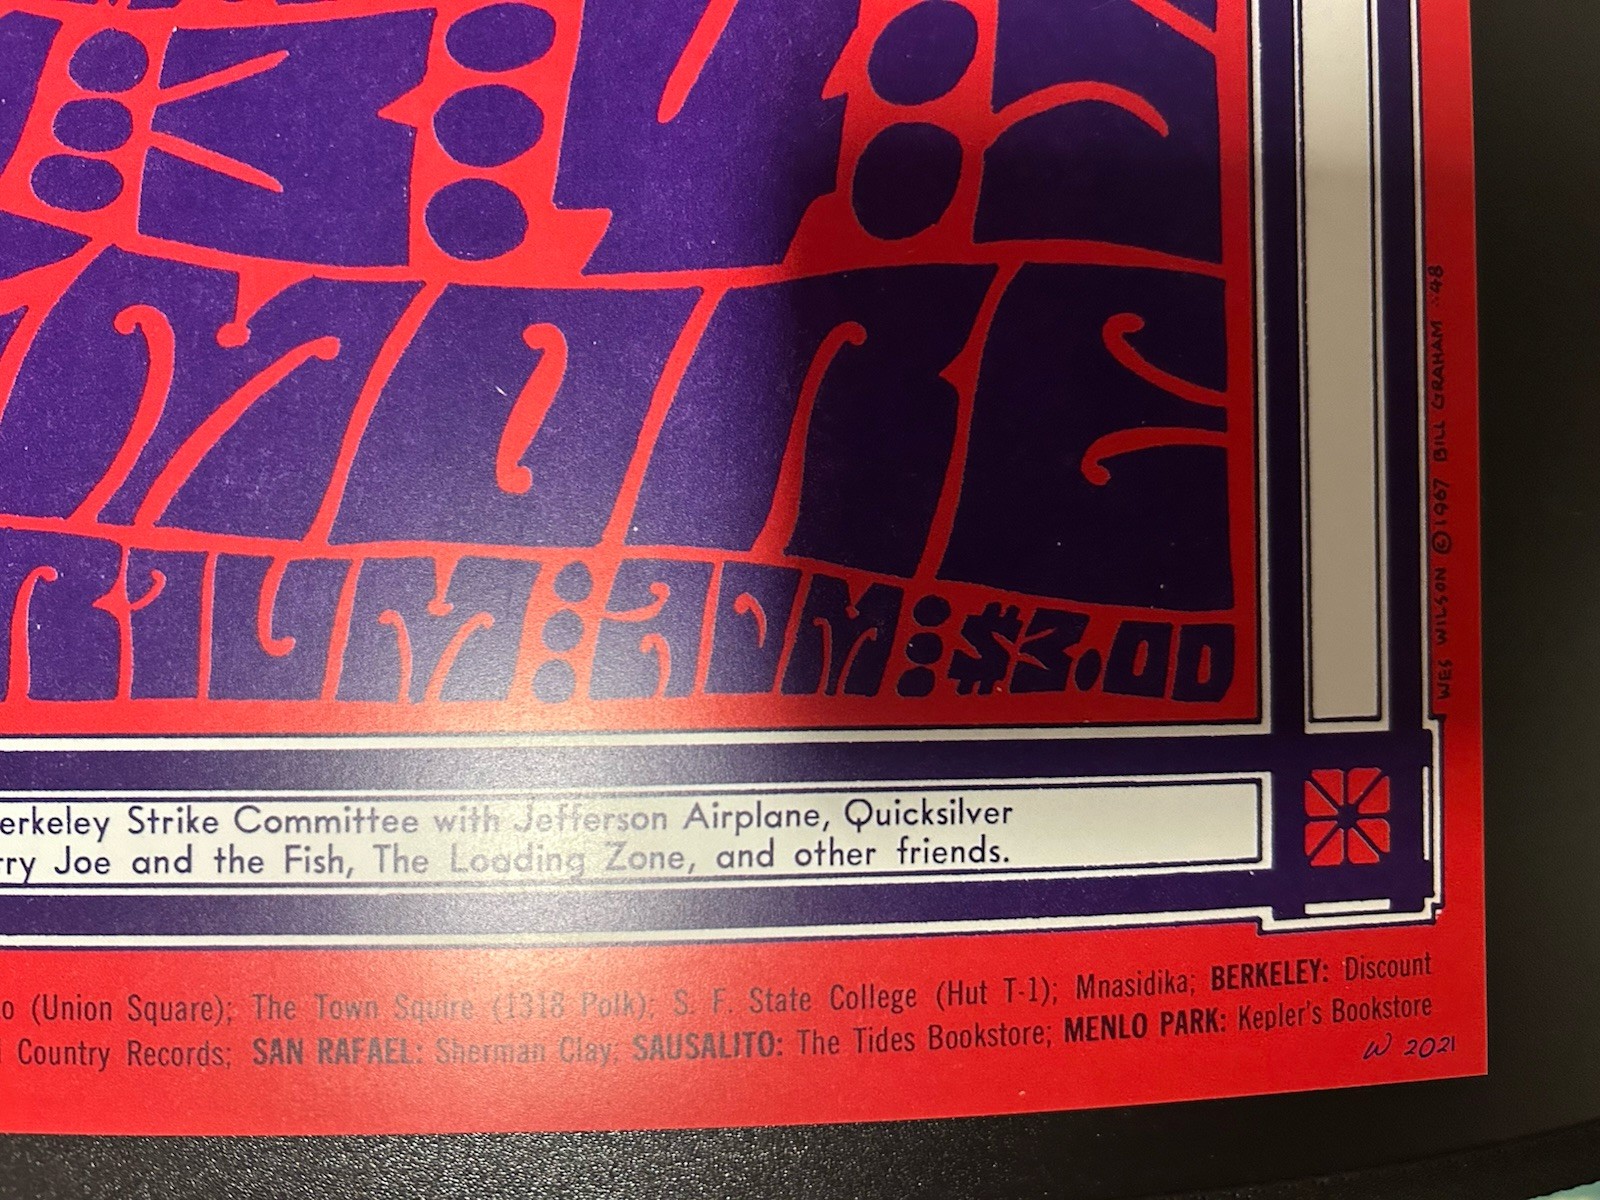 MORE
RIUM:ADM:$3.00
erkeley Strike Committee with Jefferson Airplane, Quicksilver
rry Joe and the Fish, The Loading Zone, and other friends.
o (Union Square); The Town Squire (1318 Polk); S. F. State College (Hut T-1); Mnasidika; BERKELEY: Discount
Country Records; SAN RAFAEL: Sherman Clay; SAUSALITO: The Tides Bookstore; MENLO PARK: Kepler's Bookstore
W 2021
WES WILSON © 1967 BILL GRAHAM #48